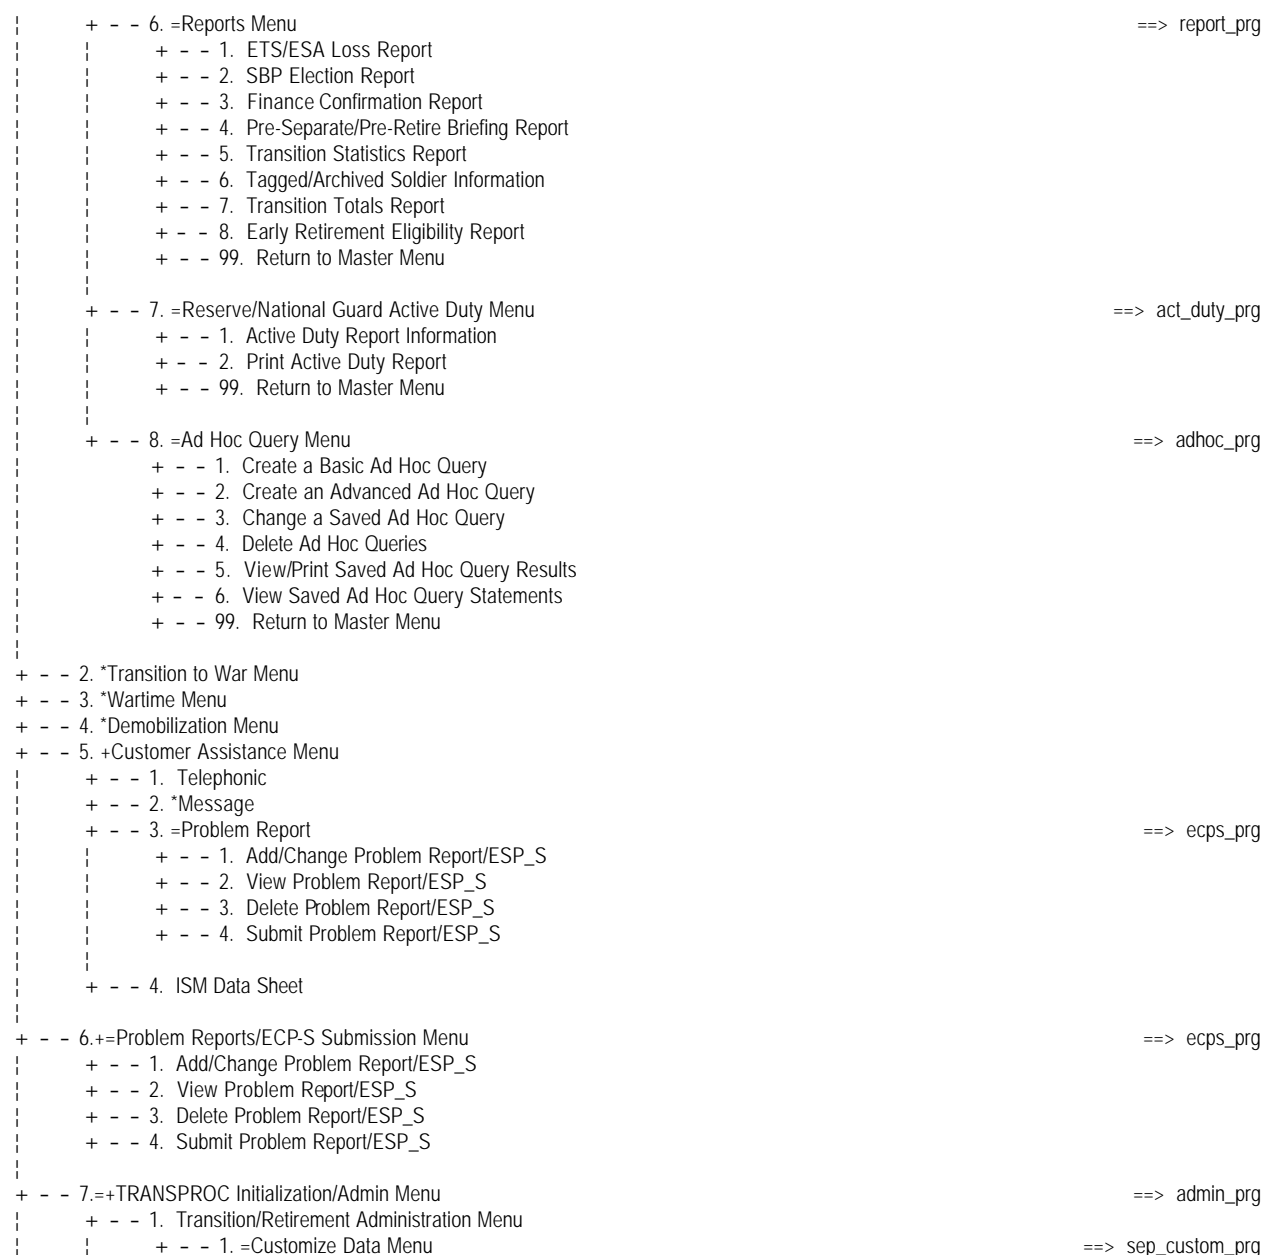 ¦ + - - 6. =Reports Menu ==> report_prg
¦ ¦ + - - 1. ETS/ESA Loss Report
¦ ¦ + - - 2. SBP Election Report
¦ ¦ + - - 3. Finance Confirmation Report
¦ ¦ + - - 4. Pre-Separate/Pre-Retire Briefing Report
¦ ¦ + - - 5. Transition Statistics Report
¦ ¦ + - - 6. Tagged/Archived Soldier Information
¦ ¦ + - - 7. Transition Totals Report
¦ ¦ + - - 8. Early Retirement Eligibility Report
¦ ¦ + - - 99. Return to Master Menu
¦ ¦
¦ + - - 7. =Reserve/National Guard Active Duty Menu ==> act_duty_prg
¦ ¦ + - - 1. Active Duty Report Information
¦ ¦ + - - 2. Print Active Duty Report
¦ ¦ + - - 99. Return to Master Menu
¦ ¦
¦ + - - 8. =Ad Hoc Query Menu ==> adhoc_prg
¦ + - - 1. Create a Basic Ad Hoc Query
¦ + - - 2. Create an Advanced Ad Hoc Query
¦ + - - 3. Change a Saved Ad Hoc Query
¦ + - - 4. Delete Ad Hoc Queries
¦ + - - 5. View/Print Saved Ad Hoc Query Results
¦ + - - 6. View Saved Ad Hoc Query Statements
¦ + - - 99. Return to Master Menu
¦
+ - - 2. *Transition to War Menu
+ - - 3. *Wartime Menu
+ - - 4. *Demobilization Menu
+ - - 5. +Customer Assistance Menu
¦ + - - 1. Telephonic
¦ + - - 2. *Message
¦ + - - 3. =Problem Report ==> ecps_prg
¦ ¦ + - - 1. Add/Change Problem Report/ESP_S
¦ ¦ + - - 2. View Problem Report/ESP_S
¦ ¦ + - - 3. Delete Problem Report/ESP_S
¦ ¦ + - - 4. Submit Problem Report/ESP_S
¦ ¦
¦ + - - 4. ISM Data Sheet
¦
+ - - 6.+=Problem Reports/ECP-S Submission Menu ==> ecps_prg
¦ + - - 1. Add/Change Problem Report/ESP_S
¦ + - - 2. View Problem Report/ESP_S
¦ + - - 3. Delete Problem Report/ESP_S
¦ + - - 4. Submit Problem Report/ESP_S
¦
+ - - 7.=+TRANSPROC Initialization/Admin Menu ==> admin_prg
¦ + - - 1. Transition/Retirement Administration Menu
¦ ¦ + - - 1. =Customize Data Menu ==> sep_custom_prg